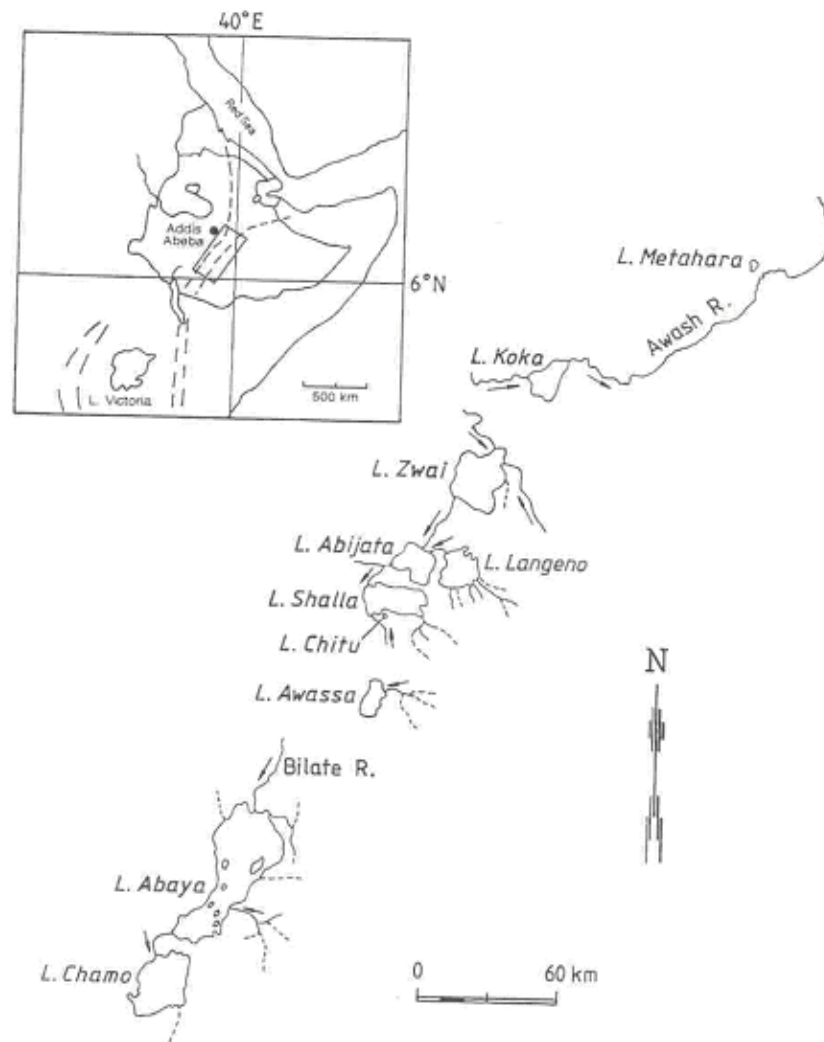 40°E
Red Sea
Addis
Abeba
6°N
L. Victoria
500 km
L. Metahara
Awash R.
L. Koka
L. Zwai
L. Abijata
L. Langeno
L. Shalla
L. Chitu
L. Awassa
N
Bilate R.
L. Abaya
L. Chamo
0 60 km